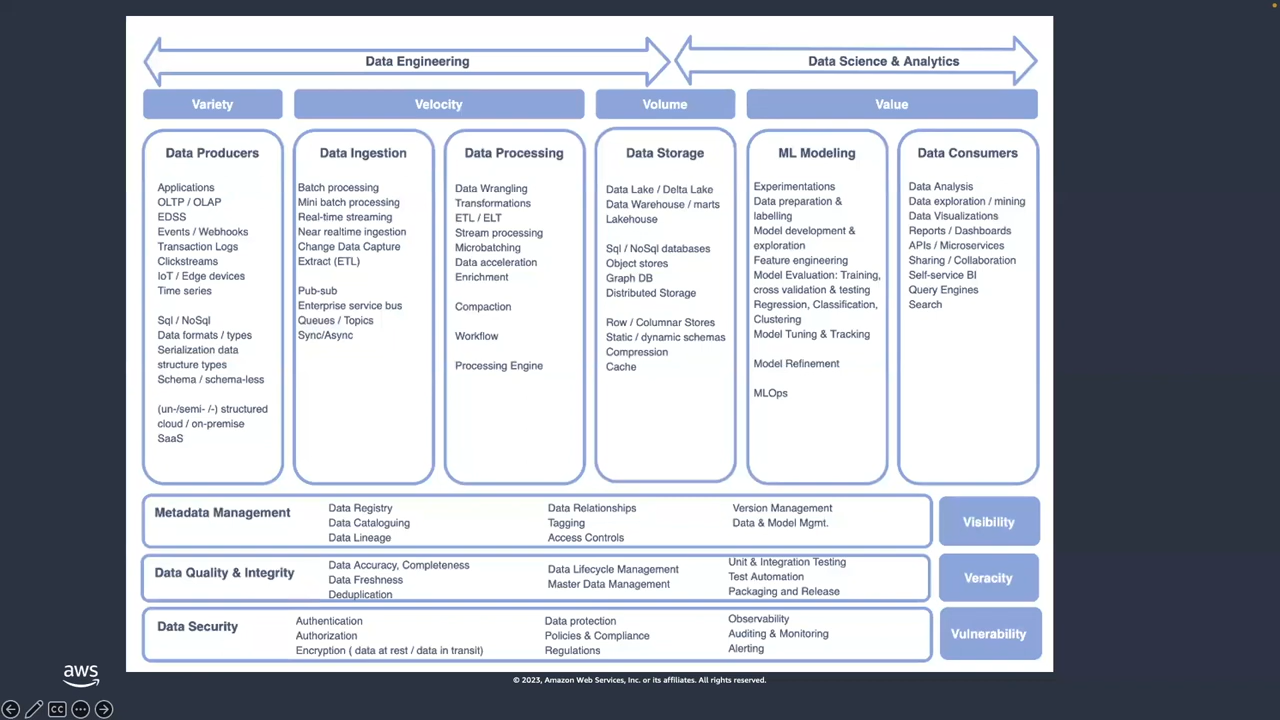 Data Engineering
Data Science & Analytics
Variety
Velocity
Volume
Value
Data Producers
Applications
OLTP / OLAP
EDSS
Events / Webhooks
Transaction Logs
Clickstreams
IoT / Edge devices
Time series
Sql / NoSql
Data formats / types
Serialization data
structure types
Schema / schema-less
(un-/semi- /-) structured
cloud / on-premise
SaaS
Data Ingestion
Batch processing
Mini batch processing
Real-time streaming
Near realtime ingestion
Change Data Capture
Extract (ETL)
Pub-sub
Enterprise service bus
Queues / Topics
Sync/Async
Data Processing
Data Wrangling
Transformations
ETL / ELT
Stream processing
Microbatching
Data acceleration
Enrichment
Compaction
Workflow
Processing Engine
Data Storage
Data Lake / Delta Lake
Data Warehouse / marts
Lakehouse
Sql / NoSql databases
Object stores
Graph DB
Distributed Storage
Row / Columnar Stores
Static / dynamic schemas
Compression
Cache
ML Modeling
Experimentations
Data preparation &
labelling
Model development &
exploration
Feature engineering
Model Evaluation: Training,
cross validation & testing
Regression, Classification,
Clustering
Model Tuning & Tracking
Model Refinement
MLOps
Data Consumers
Data Analysis
Data exploration / mining
Data Visualizations
Reports / Dashboards
APIs / Microservices
Sharing / Collaboration
Self-service BI
Query Engines
Search
Metadata Management
Data Registry
Data Cataloguing
Data Lineage
Data Relationships
Tagging
Access Controls
Version Management
Data & Model Mgmt.
Visibility
Data Quality & Integrity
Data Accuracy, Completeness
Data Freshness
Deduplication
Data Lifecycle Management
Master Data Management
Unit & Integration Testing
Test Automation
Packaging and Release
Veracity
Data Security
Authentication
Authorization
Encryption ( data at rest / data in transit)
Data protection
Policies & Compliance
Regulations
Observability
Auditing & Monitoring
Alerting
Vulnerability
aws
© 2023, Amazon Web Services, Inc. or its affiliates. All rights reserved.
CC